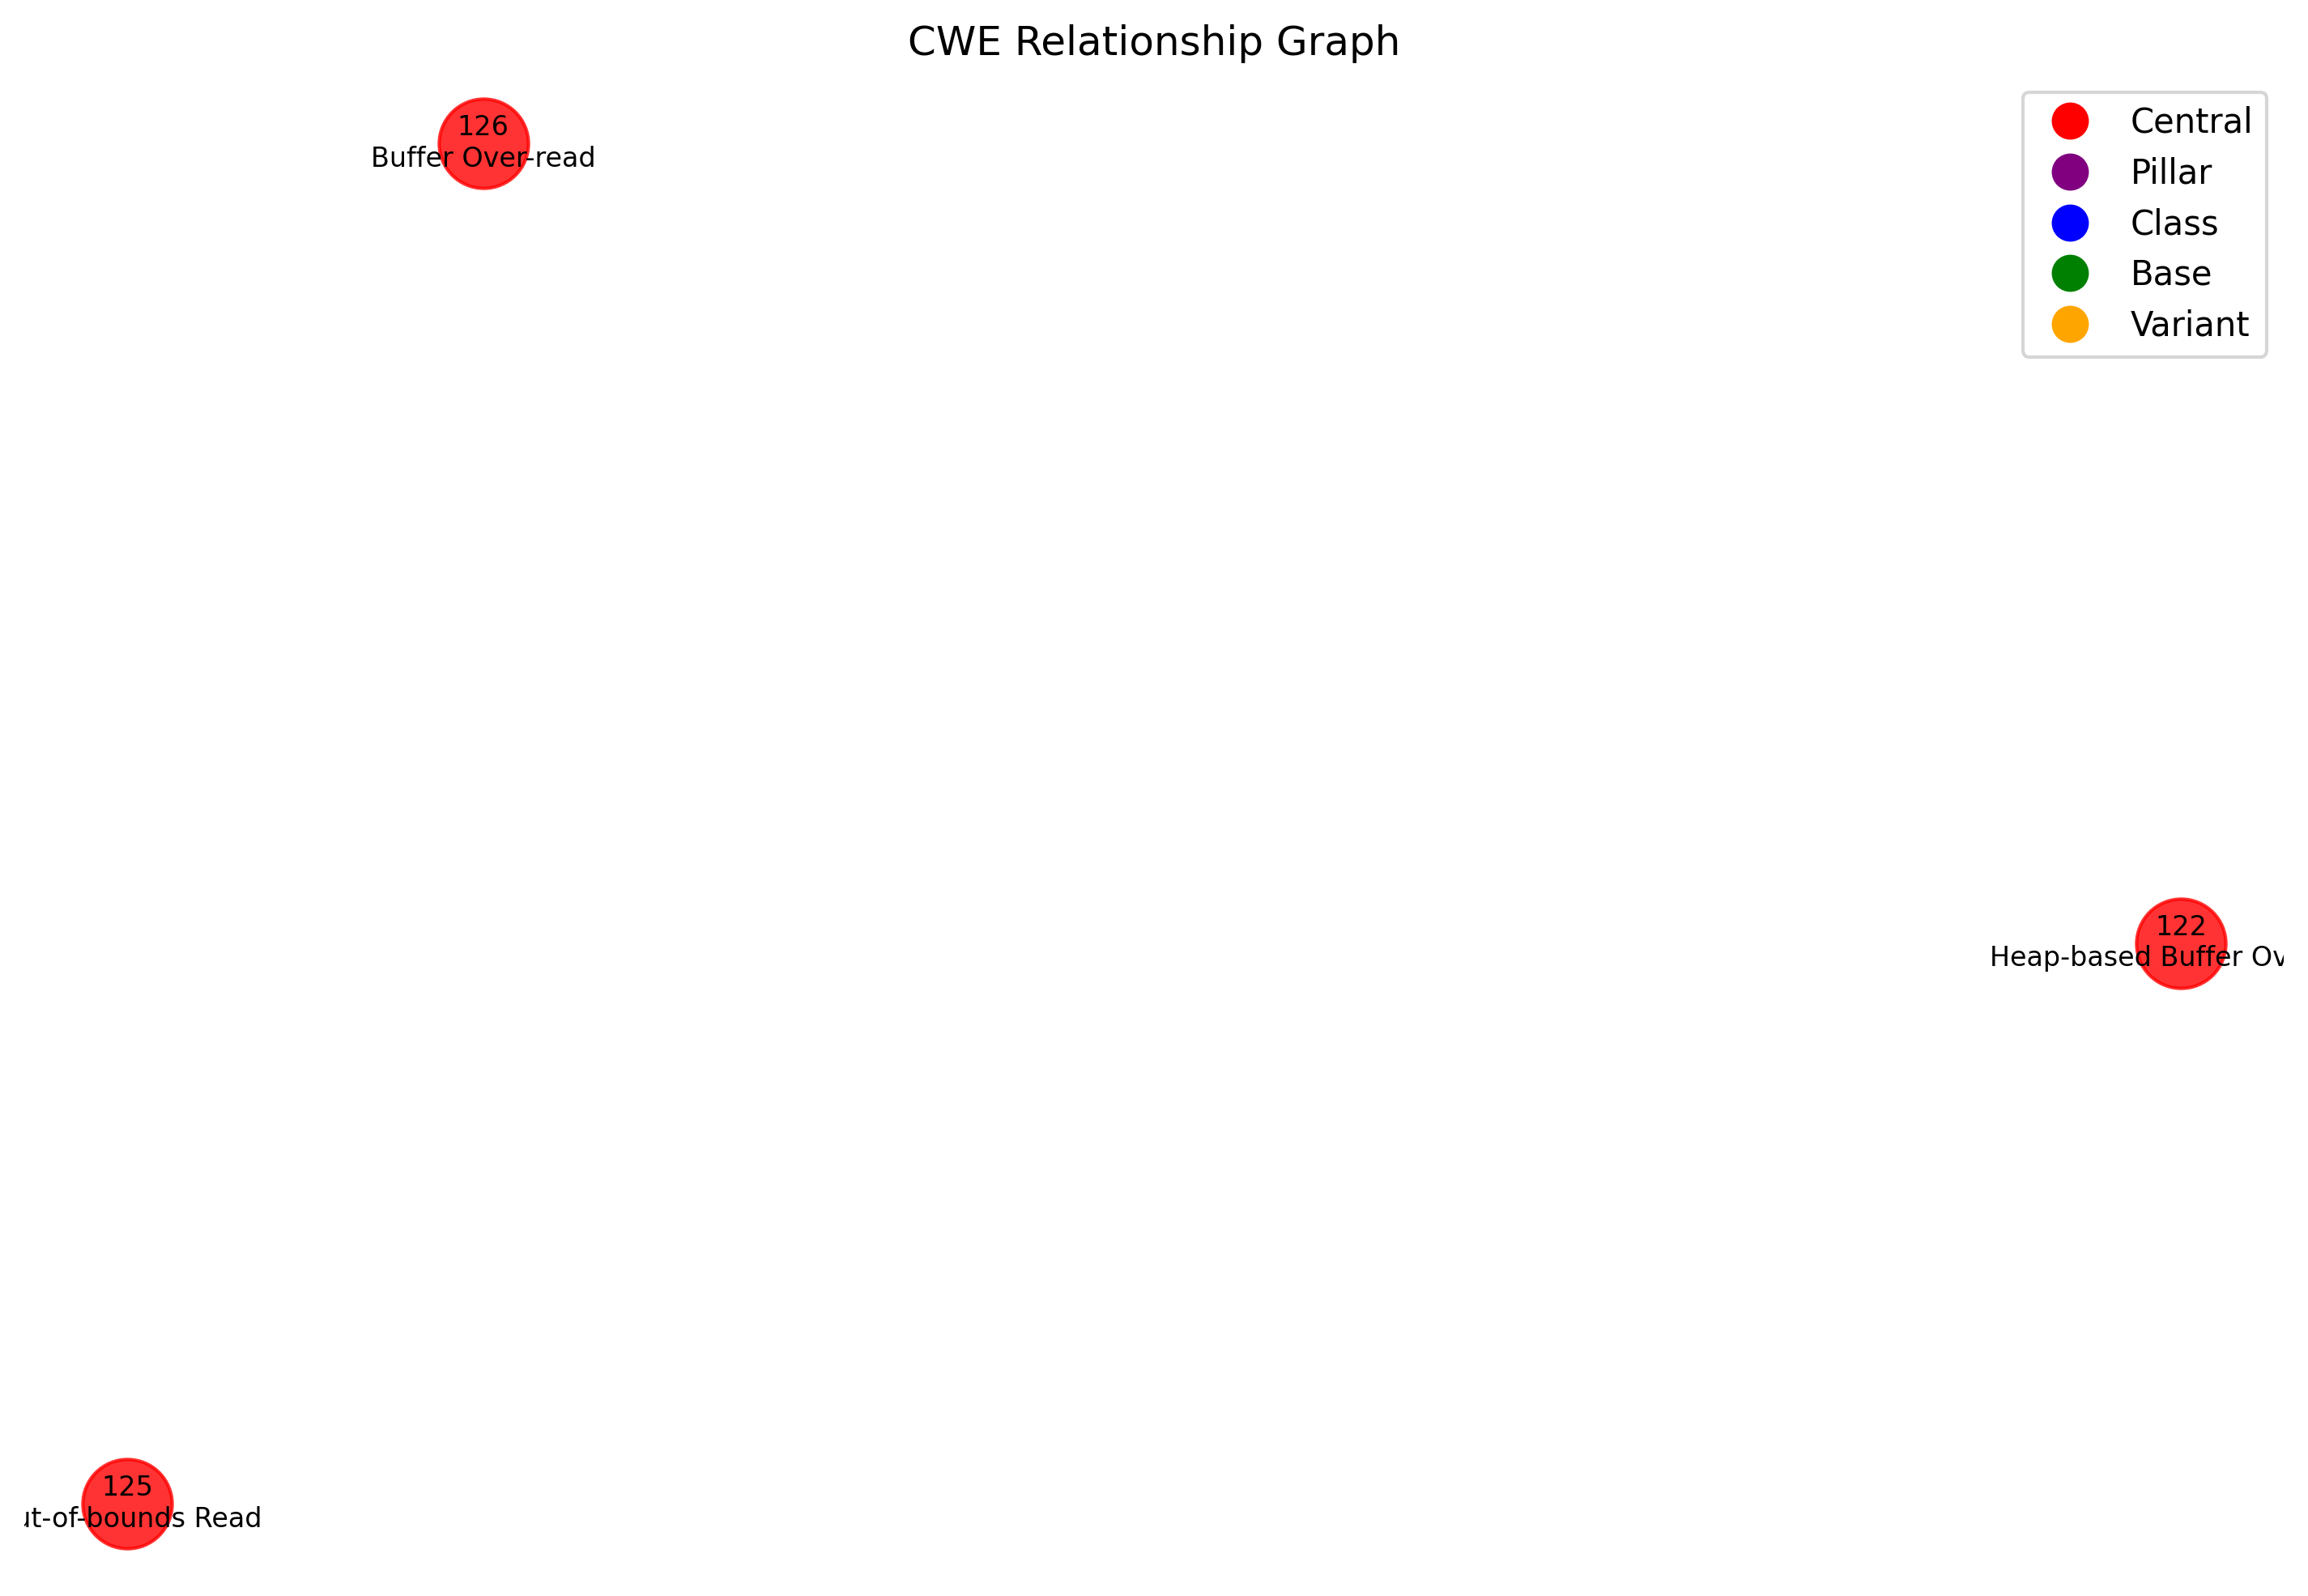 CWE Relationship Graph
126
Buffer Over-read
Central
Pillar
Class
Base
Variant
122
Heap-based Buffer Ov
125
ut-of-bounds Read